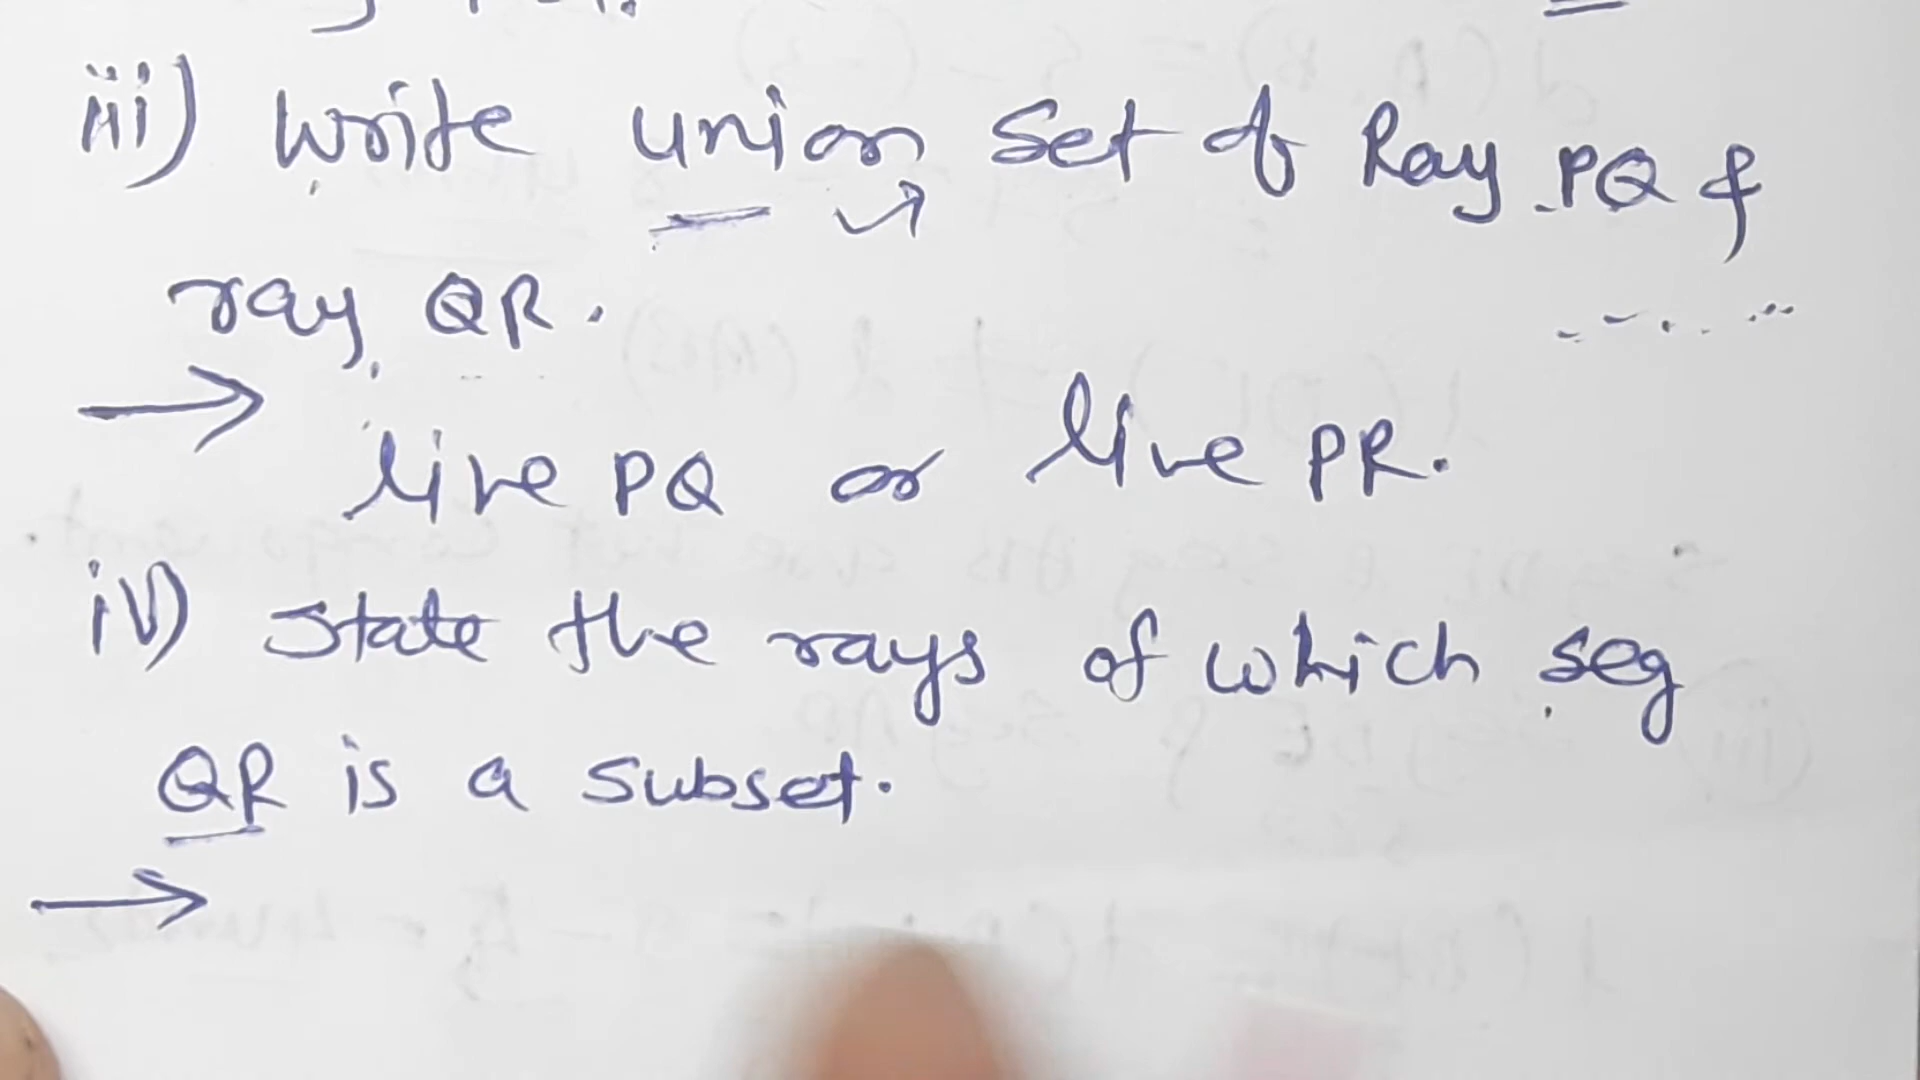 iii) Write union set of Ray PQ &
ray QR.
→ line PQ or line PR.
iv) State the rays of which seg
QR is a subset.
→